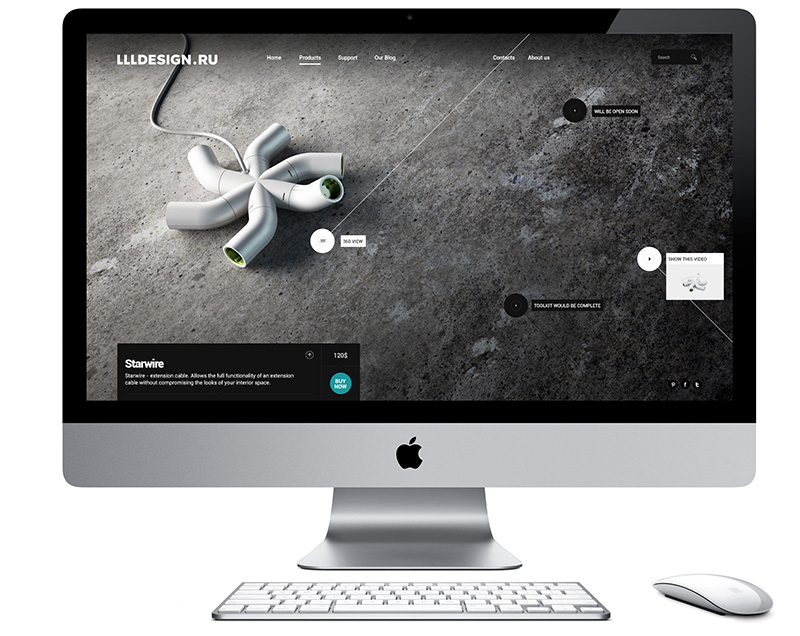 LLLDESIGN.RU
Home Products Support Our Blog Contacts About us Search
WILL BE OPEN SOON
360 VIEW
SHOW THIS VIDEO
TOOLKIT WOULD BE COMPLETE
Starwire
Starwire - extension cable. Allows the full functionality of an extension
cable without compromising the looks of your interior space.
120$
BUY
NOW